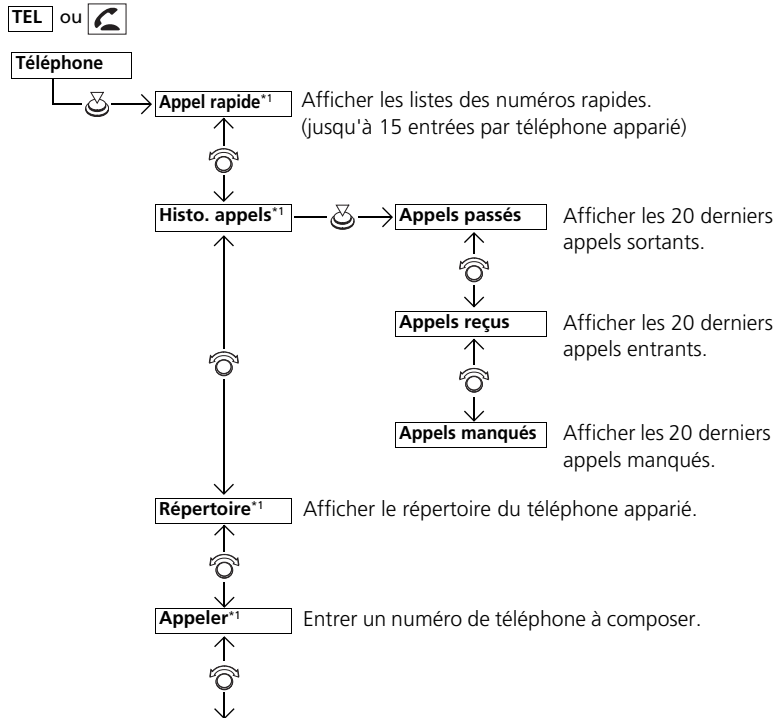 TEL ou
Téléphone
Appel rapide*1 Afficher les listes des numéros rapides.
(jusqu'à 15 entrées par téléphone apparié)
Histo. appels*1 Appels passés Afficher les 20 derniers
appels sortants.
Appels reçus Afficher les 20 derniers
appels entrants.
Appels manqués Afficher les 20 derniers
appels manqués.
Répertoire*1 Afficher le répertoire du téléphone apparié.
Appeler*1 Entrer un numéro de téléphone à composer.